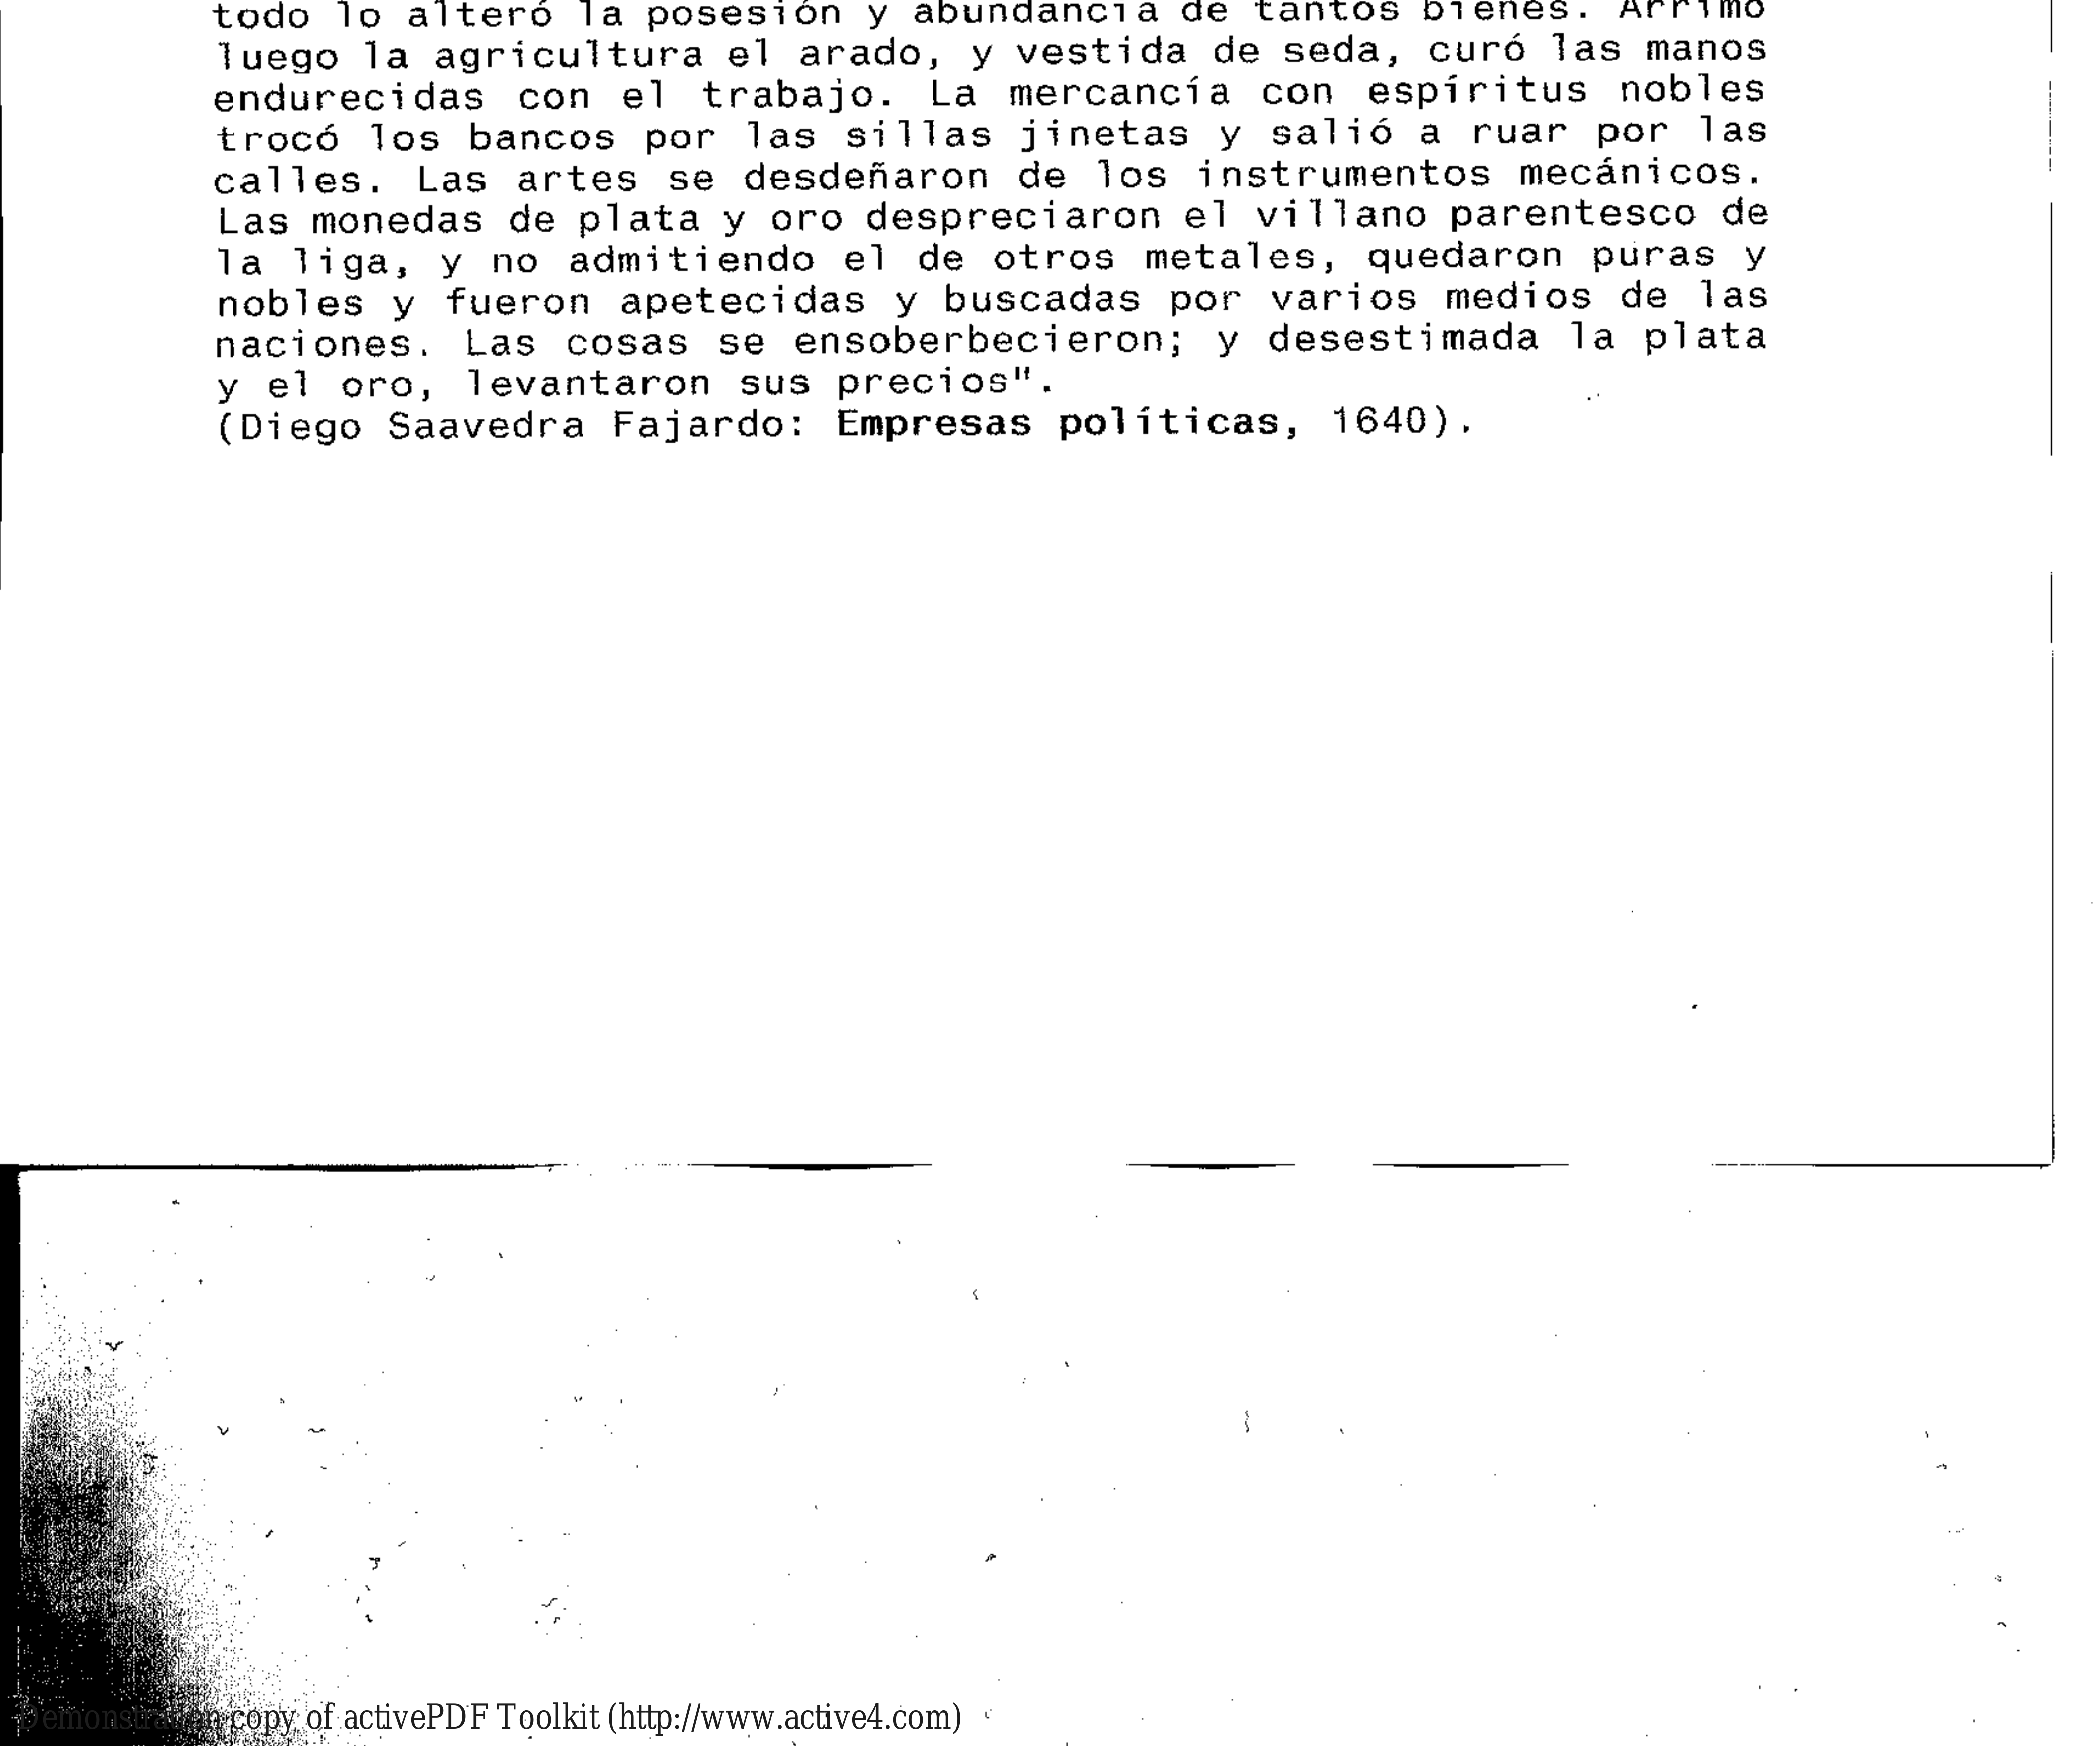 todo lo alteró la posesión y abundancia de tantos bienes. Arrimó
luego la agricultura el arado, y vestida de seda, curó las manos
endurecidas con el trabajo. La mercancía con espíritus nobles
trocó los bancos por las sillas jinetas y salió a ruar por las
calles. Las artes se desdeñaron de los instrumentos mecánicos.
Las monedas de plata y oro despreciaron el villano parentesco de
la liga, y no admitiendo el de otros metales, quedaron puras y
nobles y fueron apetecidas y buscadas por varios medios de las
naciones. Las cosas se ensoberbecieron; y desestimada la plata
y el oro, levantaron sus precios".
(Diego Saavedra Fajardo: Empresas políticas, 1640).
Demonstration copy of activePDF Toolkit (http://www.active4.com)